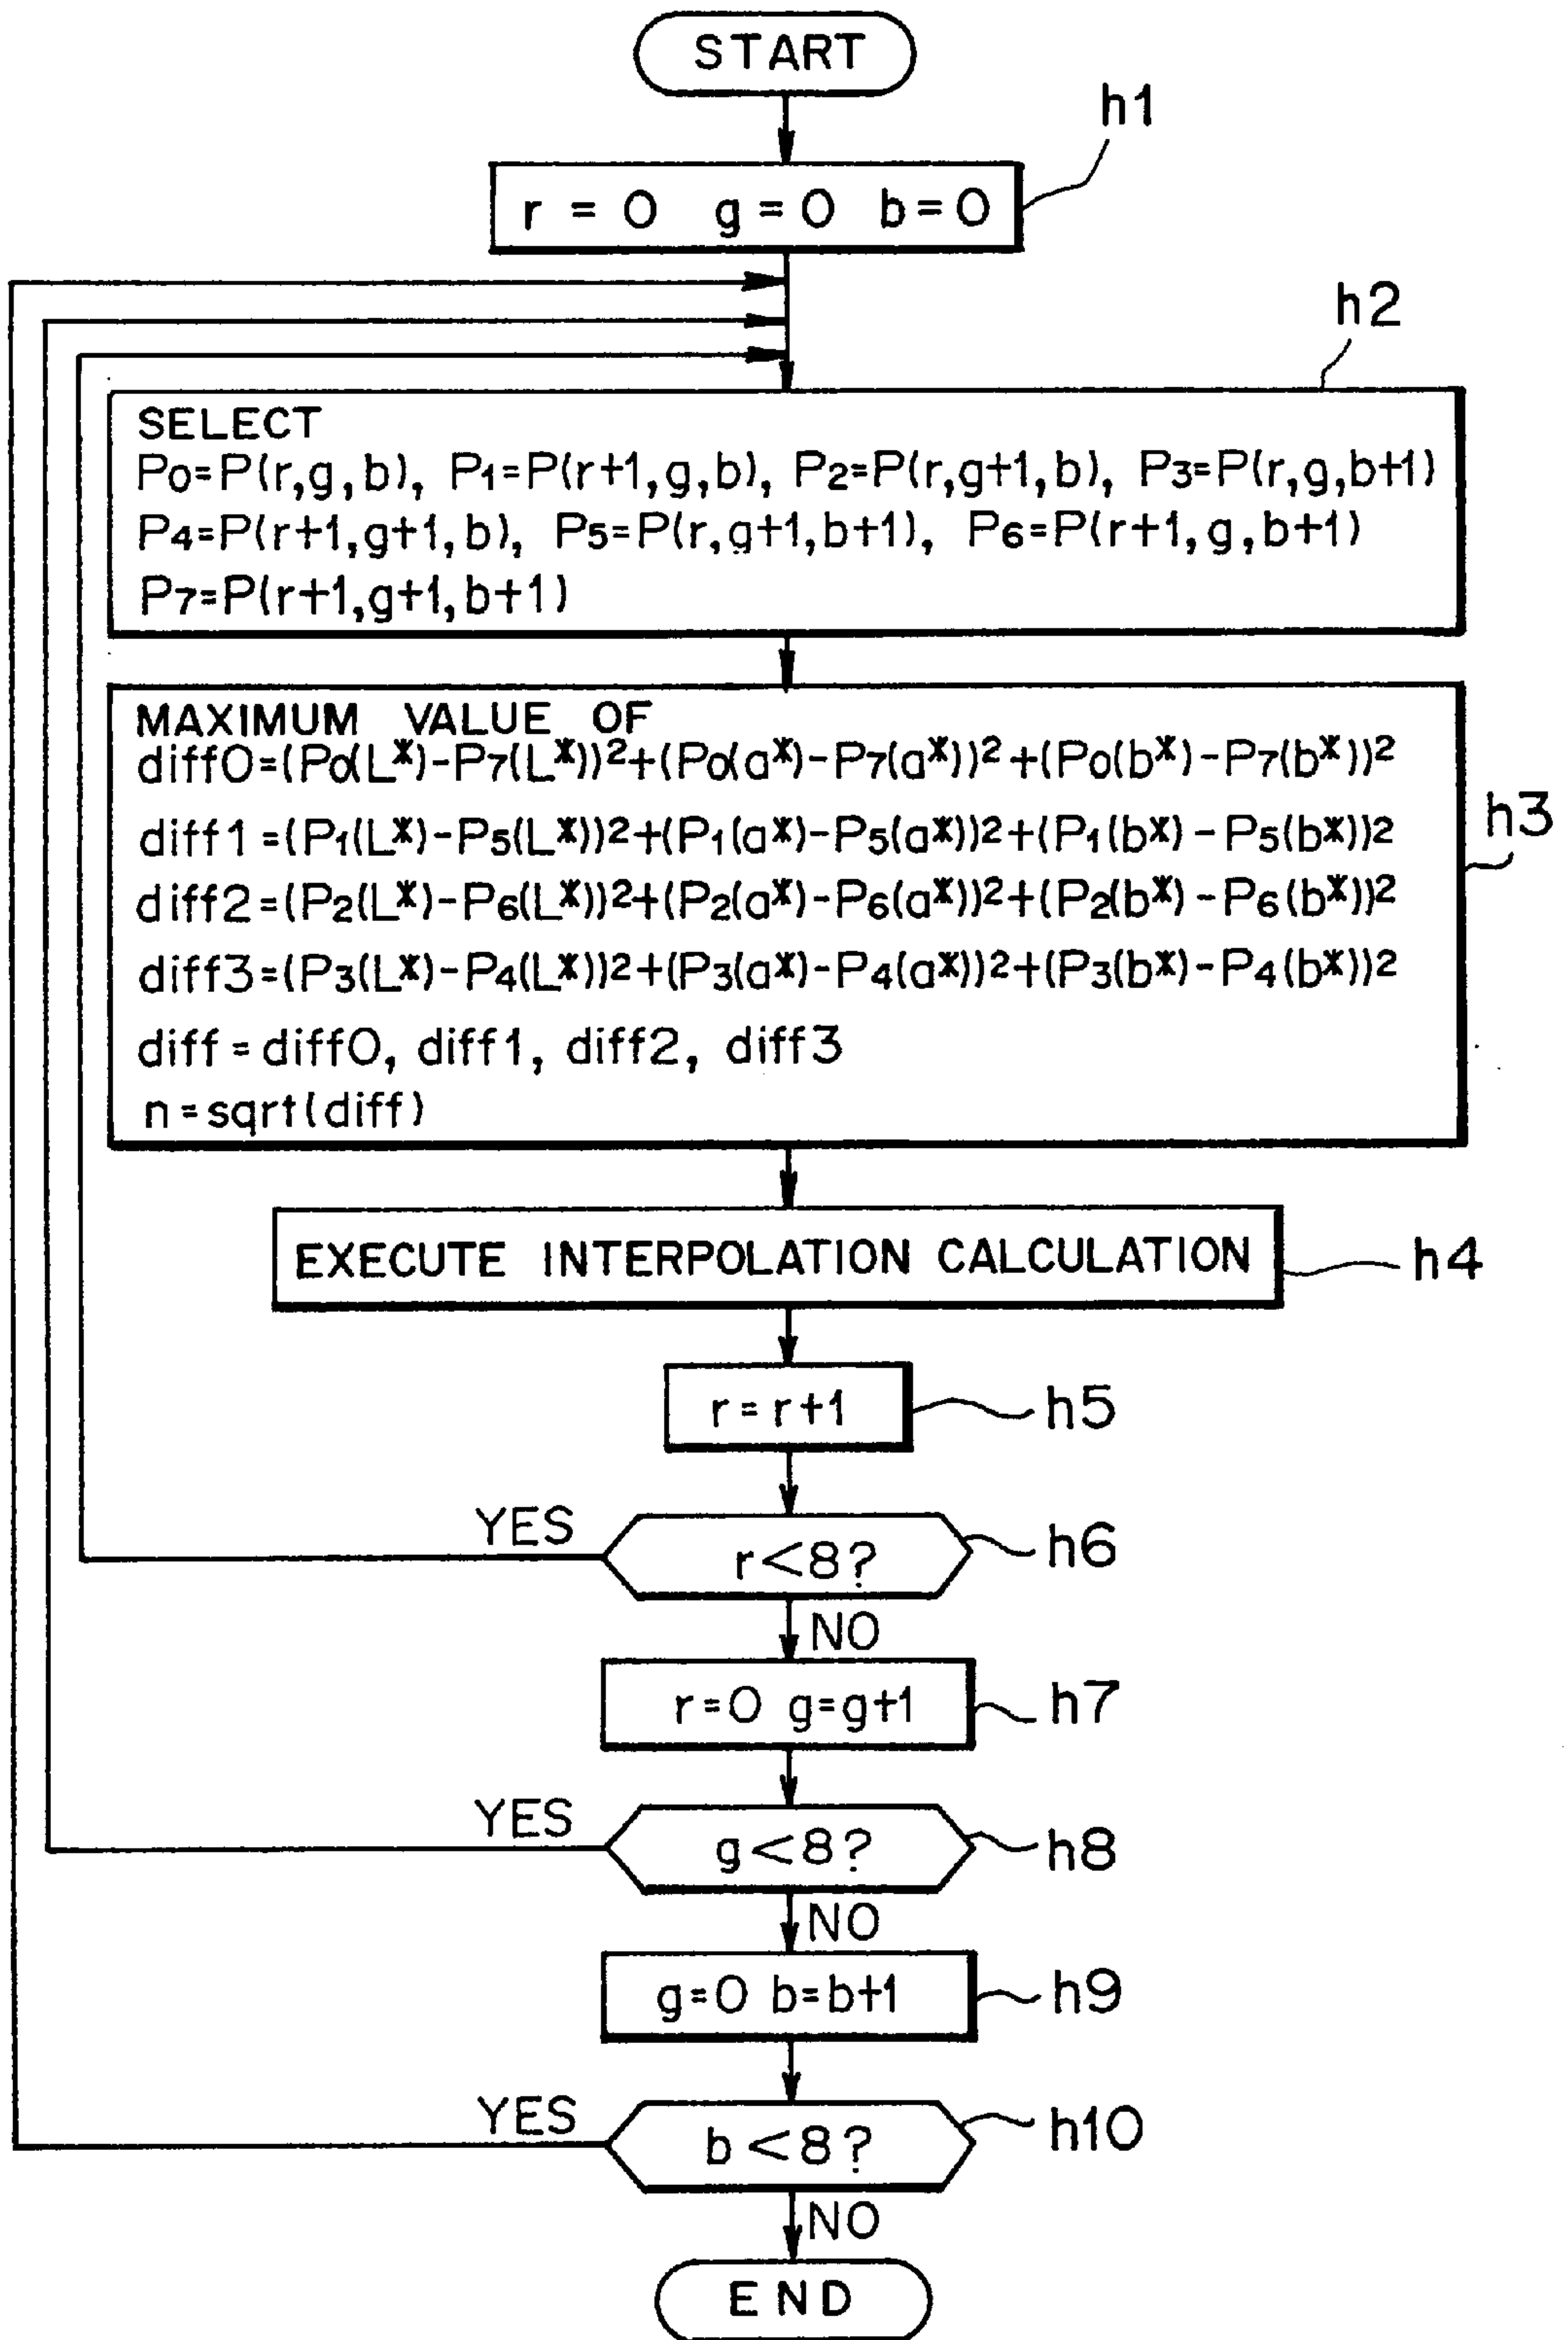 START
h1
r = 0 g=0 b=0
h2
SELECT
P0=P(r,g,b), P1=P(r+1,g,b), P2=P(r,g+1,b), P3=P(r,g,b+1)
P4=P(r+1,g+1,b), P5=P(r,g+1,b+1), P6=P(r+1,g,b+1)
P7=P(r+1,g+1,b+1)
MAXIMUM VALUE OF
diff0=(P0(L*)-P7(L*))2+(P0(a*)-P7(a*))2+(P0(b*)-P7(b*))2
diff1=(P1(L*)-P5(L*))2+(P1(a*)-P5(a*))2+(P1(b*)-P5(b*))2
h3
diff2=(P2(L*)-P6(L*))2+(P2(a*)-P6(a*))2+(P2(b*)-P6(b*))2
diff3=(P3(L*)-P4(L*))2+(P3(a*)-P4(a*))2+(P3(b*)-P4(b*))2
diff=diff0, diff1, diff2, diff3
n=sqrt(diff)
EXECUTE INTERPOLATION CALCULATION
h4
r=r+1
h5
YES
r<8?
h6
NO
r=0 g=g+1
h7
YES
g<8?
h8
NO
g=0 b=b+1
h9
YES
b<8?
h10
NO
END